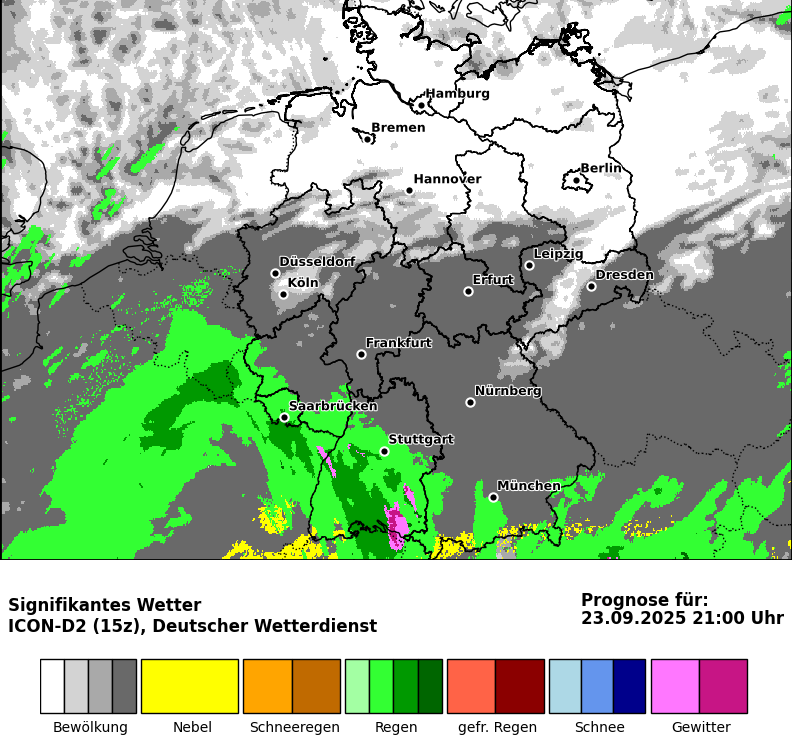 Hamburg
Bremen
Berlin
Hannover
Düsseldorf
Leipzig
Köln
Erfurt
Dresden
Frankfurt
Nürnberg
Saarbrücken
Stuttgart
München
Signifikantes Wetter
ICON-D2 (15z), Deutscher Wetterdienst
Prognose für:
23.09.2025 21:00 Uhr
Bewölkung
Nebel
Schneeregen
Regen
gefr. Regen
Schnee
Gewitter